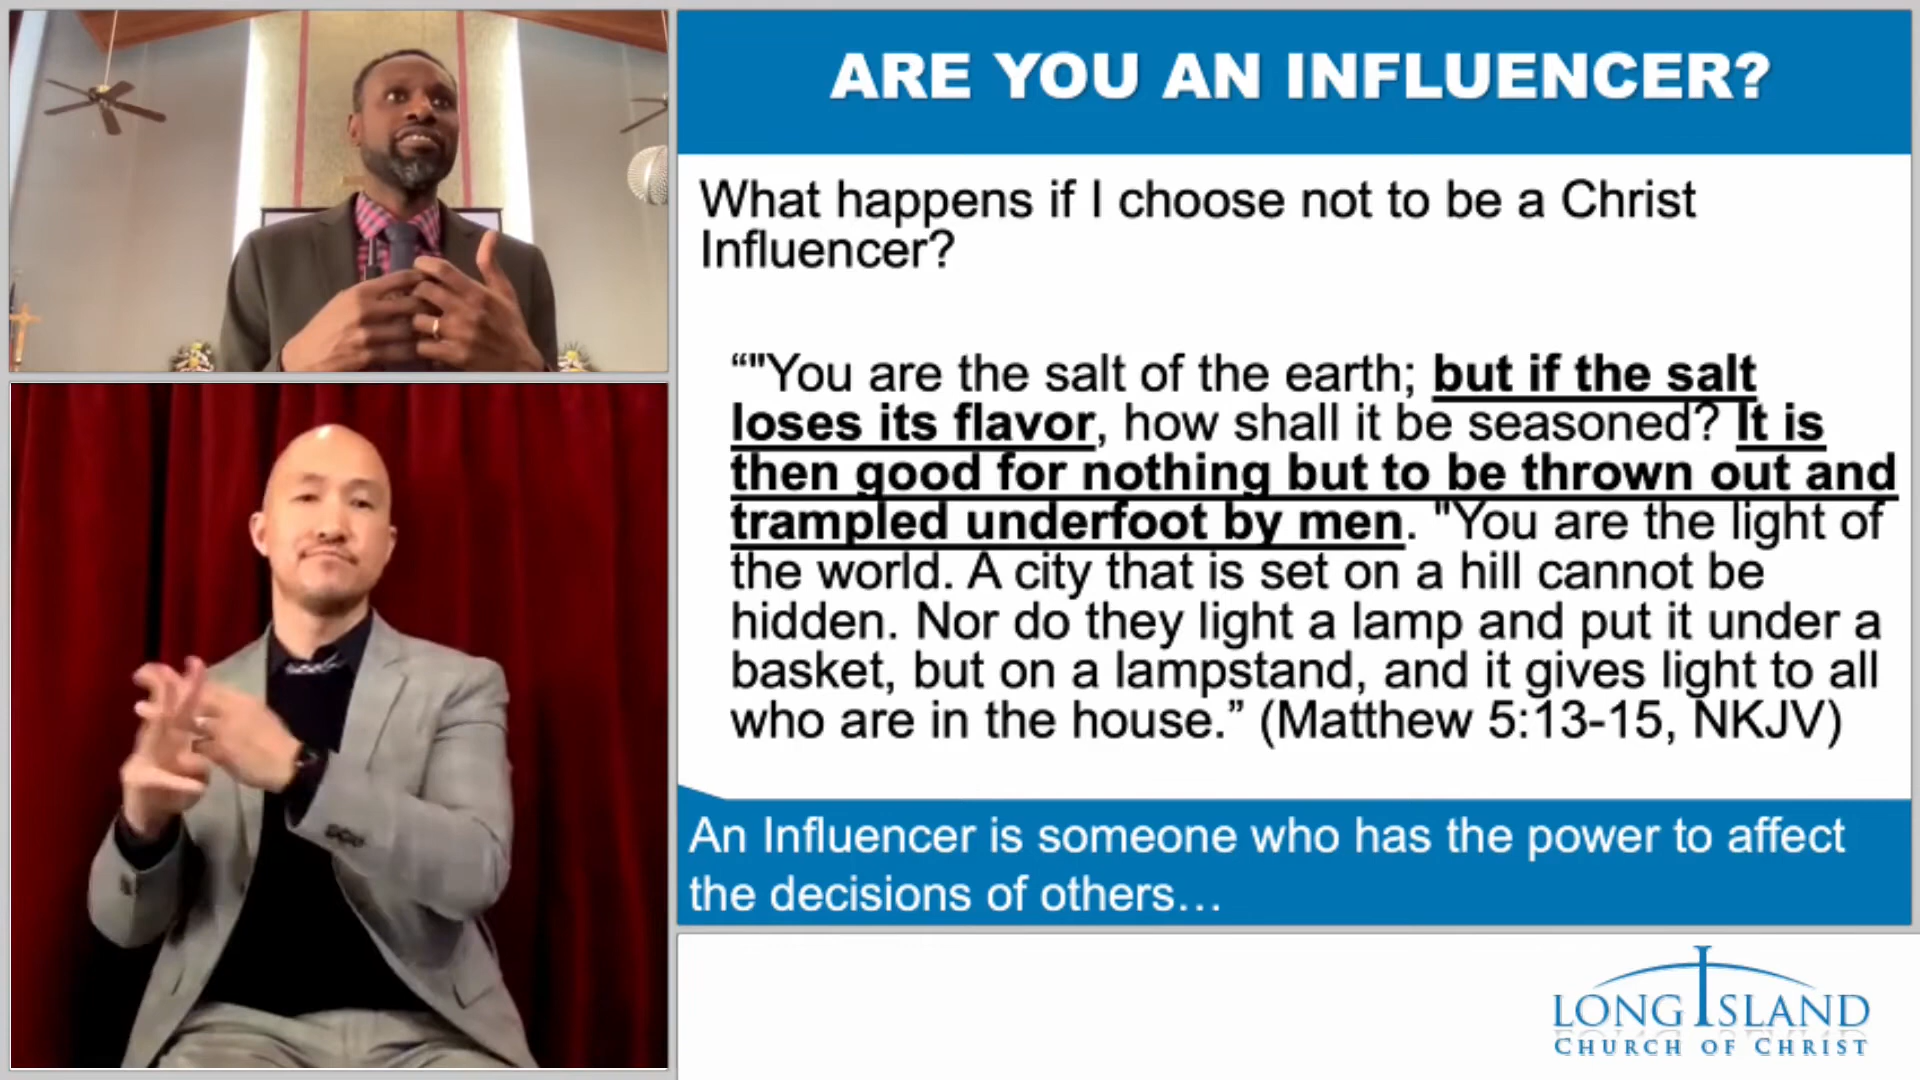 ARE YOU AN INFLUENCER?
What happens if I choose not to be a Christ
Influencer?
“"You are the salt of the earth; but if the salt
loses its flavor, how shall it be seasoned? It is
then good for nothing but to be thrown out and
trampled underfoot by men. "You are the light of
the world. A city that is set on a hill cannot be
hidden. Nor do they light a lamp and put it under a
basket, but on a lampstand, and it gives light to all
who are in the house.” (Matthew 5:13-15, NKJV)
An Influencer is someone who has the power to affect
the decisions of others…
LONG ISLAND
CHURCH OF CHRIST